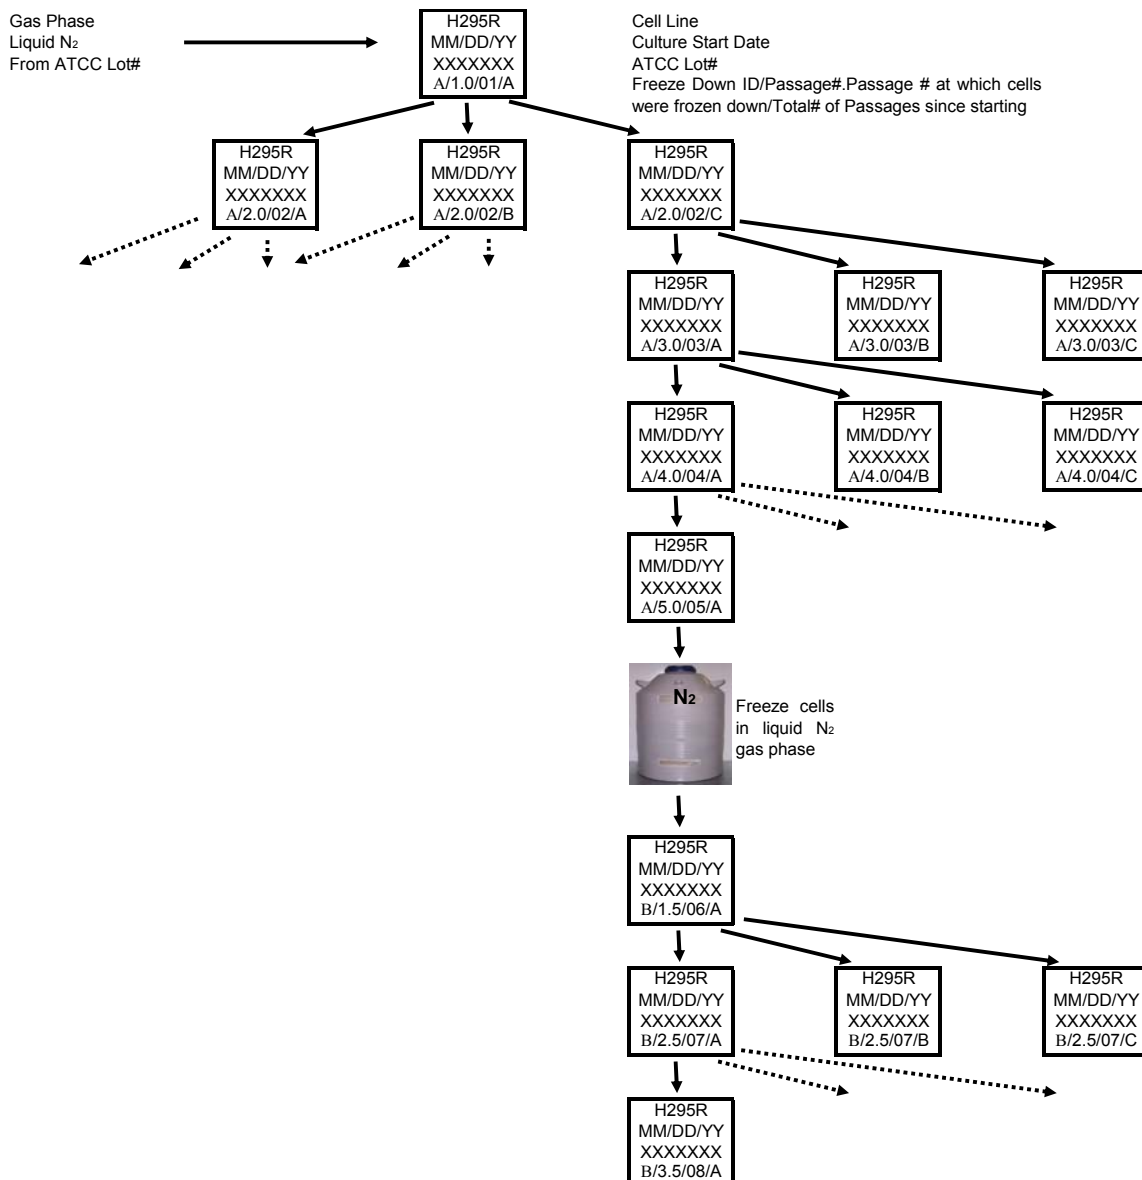 Gas Phase
Liquid N₂
From ATCC Lot#
H295R
MM/DD/YY
XXXXXXX
A/1.0/01/A
Cell Line
Culture Start Date
ATCC Lot#
Freeze Down ID/Passage#.Passage # at which cells
were frozen down/Total# of Passages since starting
H295R
MM/DD/YY
XXXXXXX
A/2.0/02/A
H295R
MM/DD/YY
XXXXXXX
A/2.0/02/B
H295R
MM/DD/YY
XXXXXXX
A/2.0/02/C
H295R
MM/DD/YY
XXXXXXX
A/3.0/03/A
H295R
MM/DD/YY
XXXXXXX
A/3.0/03/B
H295R
MM/DD/YY
XXXXXXX
A/3.0/03/C
H295R
MM/DD/YY
XXXXXXX
A/4.0/04/A
H295R
MM/DD/YY
XXXXXXX
A/4.0/04/B
H295R
MM/DD/YY
XXXXXXX
A/4.0/04/C
H295R
MM/DD/YY
XXXXXXX
A/5.0/05/A
N₂
Freeze cells
in liquid N₂
gas phase
H295R
MM/DD/YY
XXXXXXX
B/1.5/06/A
H295R
MM/DD/YY
XXXXXXX
B/2.5/07/A
H295R
MM/DD/YY
XXXXXXX
B/2.5/07/B
H295R
MM/DD/YY
XXXXXXX
B/2.5/07/C
H295R
MM/DD/YY
XXXXXXX
B/3.5/08/A